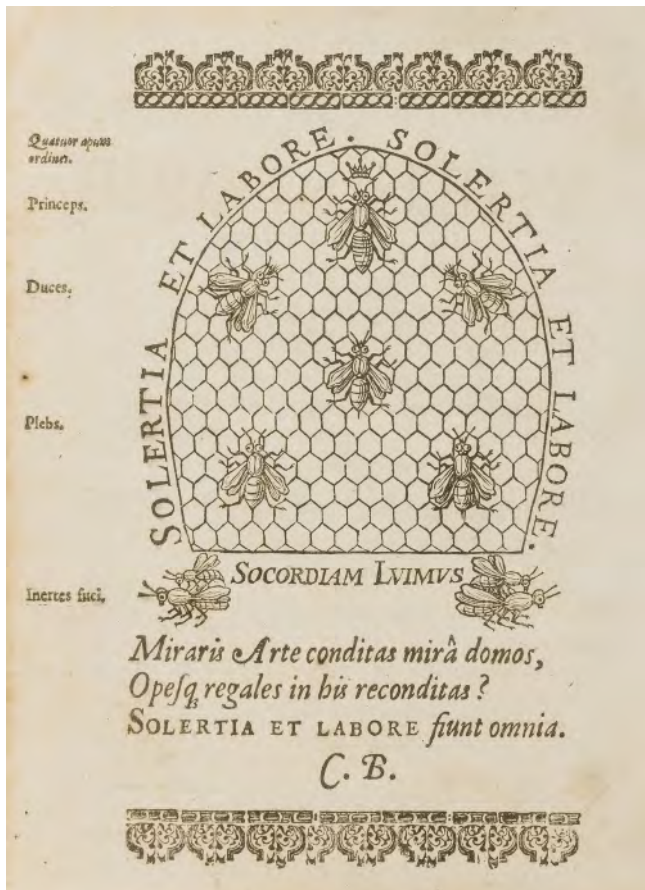 Quatuor apum
ordines.
Princeps.
Duces.
Plebs.
Inertes fuci.
SOLERTIA ET LABORE. SOLERTIA ET LABORE.
SOCORDIAM LVIMVS
Miraris Arte conditas mirâ domos,
Opeſq́ regales in his reconditas?
SOLERTIA ET LABORE fiunt omnia.
C. B.